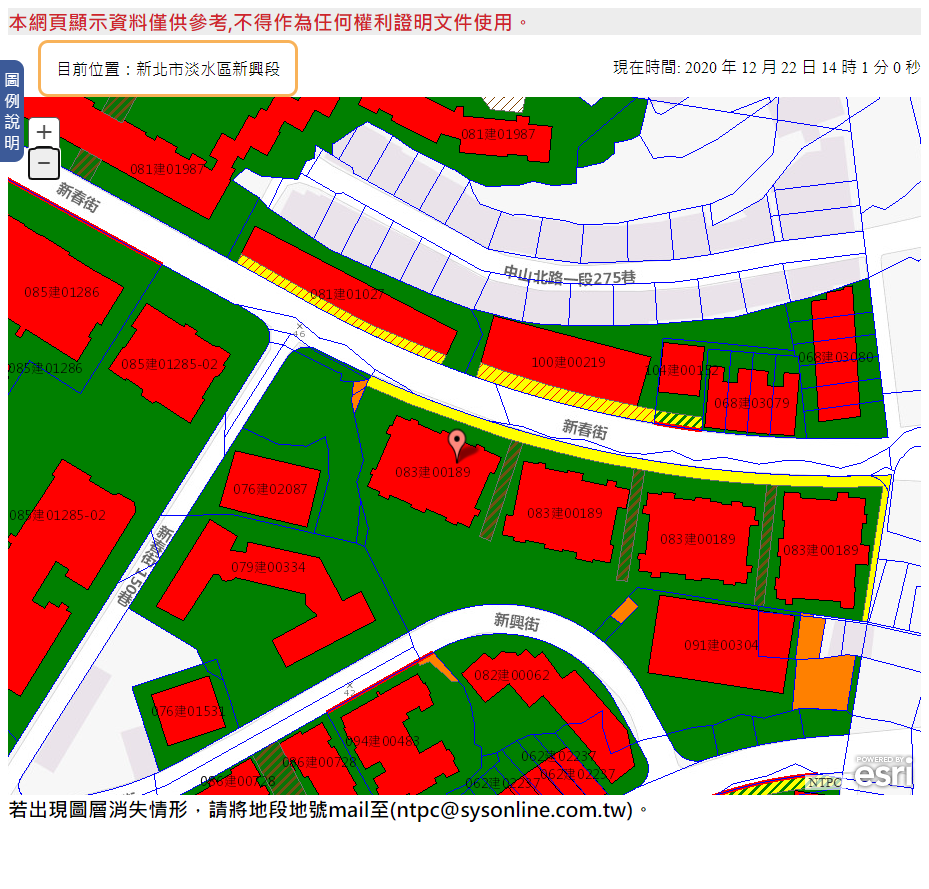 本網頁顯示資料僅供參考,不得作為任何權利證明文件使用。
目前位置：新北市淡水區新興段
現在時間: 2020 年 12 月 22 日 14 時 1 分 0 秒
圖例說明
+
−
081建01987
081建01987
新春街
中山北路一段275巷
085建01286
081建01027
46
085建01286
085建01285-02
100建00219
104建00152
068建03080
068建03079
新春街
083建00189
076建02087
083建00189
085建01285-02
083建00189
083建00189
新春街150巷
079建00334
新興街
091建00304
082建00062
42
076建01531
094建00483
062建02237
086建00728
062建02237
086建00728
062建02237
POWERED BY
esri
NTPC
若出現圖層消失情形，請將地段地號mail至(ntpc@sysonline.com.tw)。